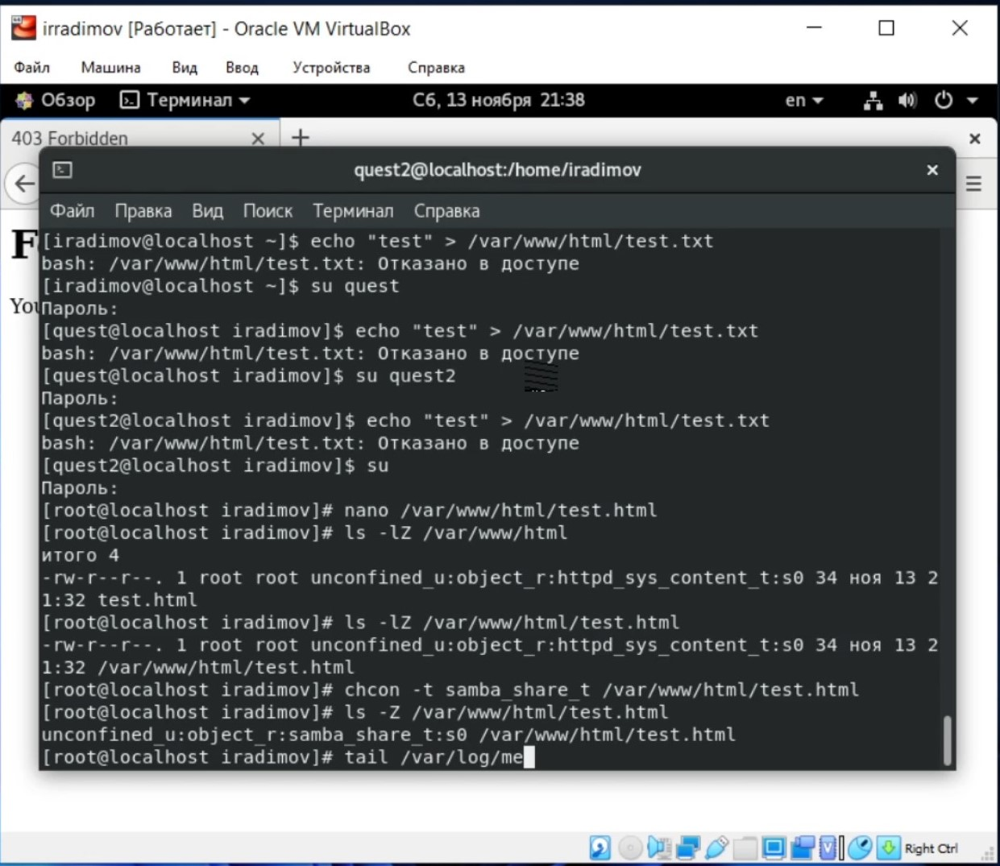 irradimov [Работает] - Oracle VM VirtualBox
Файл Машина Вид Ввод Устройства Справка
Обзор Терминал Сб, 13 ноября 21:38 en
403 Forbidden
quest2@localhost:/home/iradimov
Файл Правка Вид Поиск Терминал Справка
[iradimov@localhost ~]$ echo "test" > /var/www/html/test.txt
bash: /var/www/html/test.txt: Отказано в доступе
[iradimov@localhost ~]$ su quest
Пароль:
[quest@localhost iradimov]$ echo "test" > /var/www/html/test.txt
bash: /var/www/html/test.txt: Отказано в доступе
[quest@localhost iradimov]$ su quest2
Пароль:
[quest2@localhost iradimov]$ echo "test" > /var/www/html/test.txt
bash: /var/www/html/test.txt: Отказано в доступе
[quest2@localhost iradimov]$ su
Пароль:
[root@localhost iradimov]# nano /var/www/html/test.html
[root@localhost iradimov]# ls -lZ /var/www/html
итого 4
-rw-r--r--. 1 root root unconfined_u:object_r:httpd_sys_content_t:s0 34 ноя 13 2
1:32 test.html
[root@localhost iradimov]# ls -lZ /var/www/html/test.html
-rw-r--r--. 1 root root unconfined_u:object_r:httpd_sys_content_t:s0 34 ноя 13 2
1:32 /var/www/html/test.html
[root@localhost iradimov]# chcon -t samba_share_t /var/www/html/test.html
[root@localhost iradimov]# ls -Z /var/www/html/test.html
unconfined_u:object_r:samba_share_t:s0 /var/www/html/test.html
[root@localhost iradimov]# tail /var/log/me
Right Ctrl